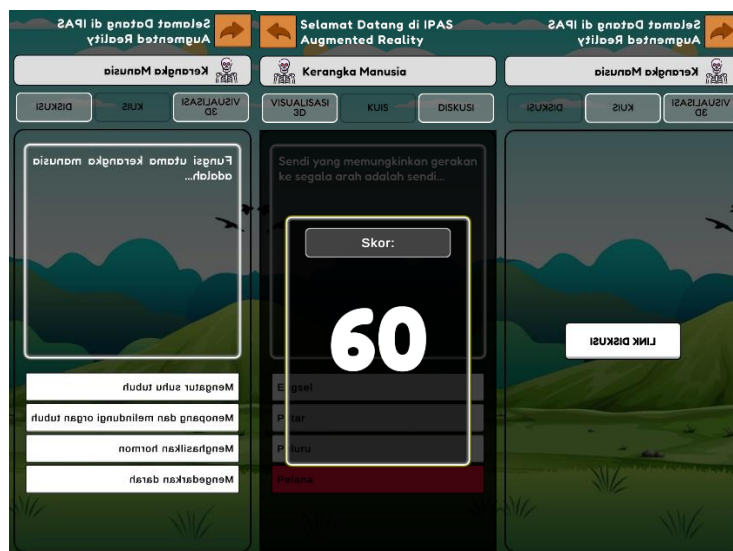 Selamat Datang di IPAS
Augmented Reality
Kerangka Manusia
VISUALISASI
3D
KUIS
DISKUSI
Fungsi utama kerangka manusia
adalah...
Mengatur suhu tubuh
Menopang dan melindungi organ tubuh
Menghasilkan hormon
Mengedarkan darah
Selamat Datang di IPAS
Augmented Reality
Kerangka Manusia
VISUALISASI
3D
KUIS
DISKUSI
Sendi yang memungkinkan gerakan
ke segala arah adalah sendi...
Skor:
60
Engsel
Putar
Peluru
Pelana
Selamat Datang di IPAS
Augmented Reality
Kerangka Manusia
VISUALISASI
3D
KUIS
DISKUSI
LINK DISKUSI